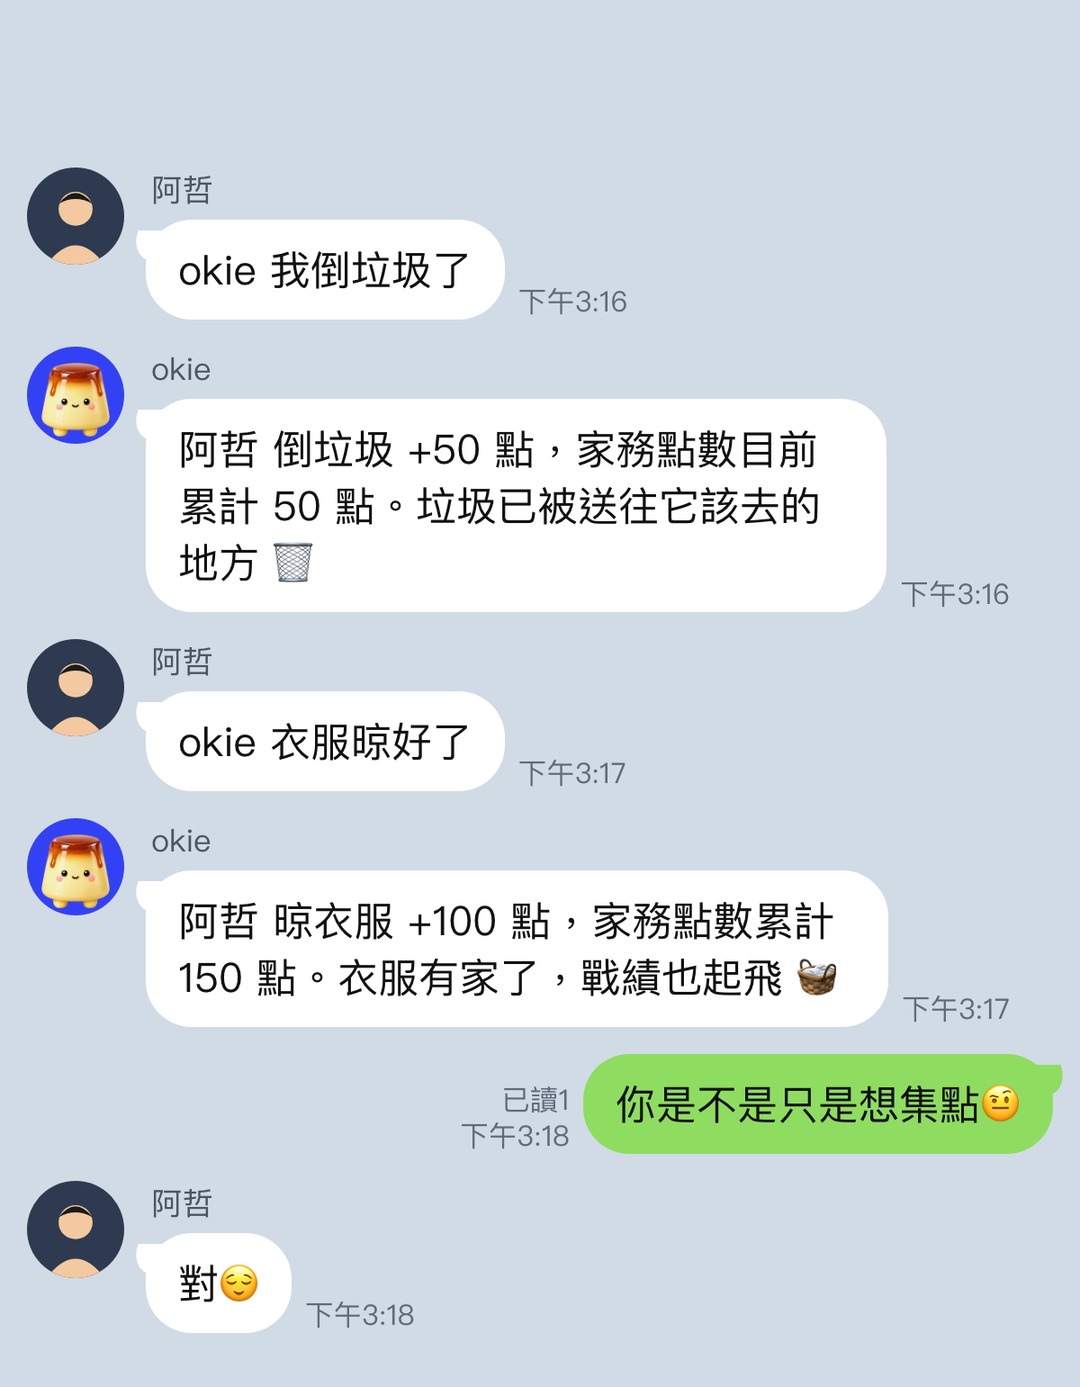 阿哲
okie 我倒垃圾了
下午3:16
okie
阿哲 倒垃圾 +50 點，家務點數目前
累計 50 點。垃圾已被送往它該去的
地方 🗑️
下午3:16
阿哲
okie 衣服晾好了
下午3:17
okie
阿哲 晾衣服 +100 點，家務點數累計
150 點。衣服有家了，戰績也起飛 🧺
下午3:17
已讀1
下午3:18
你是不是只是想集點🤨
阿哲
對😌
下午3:18